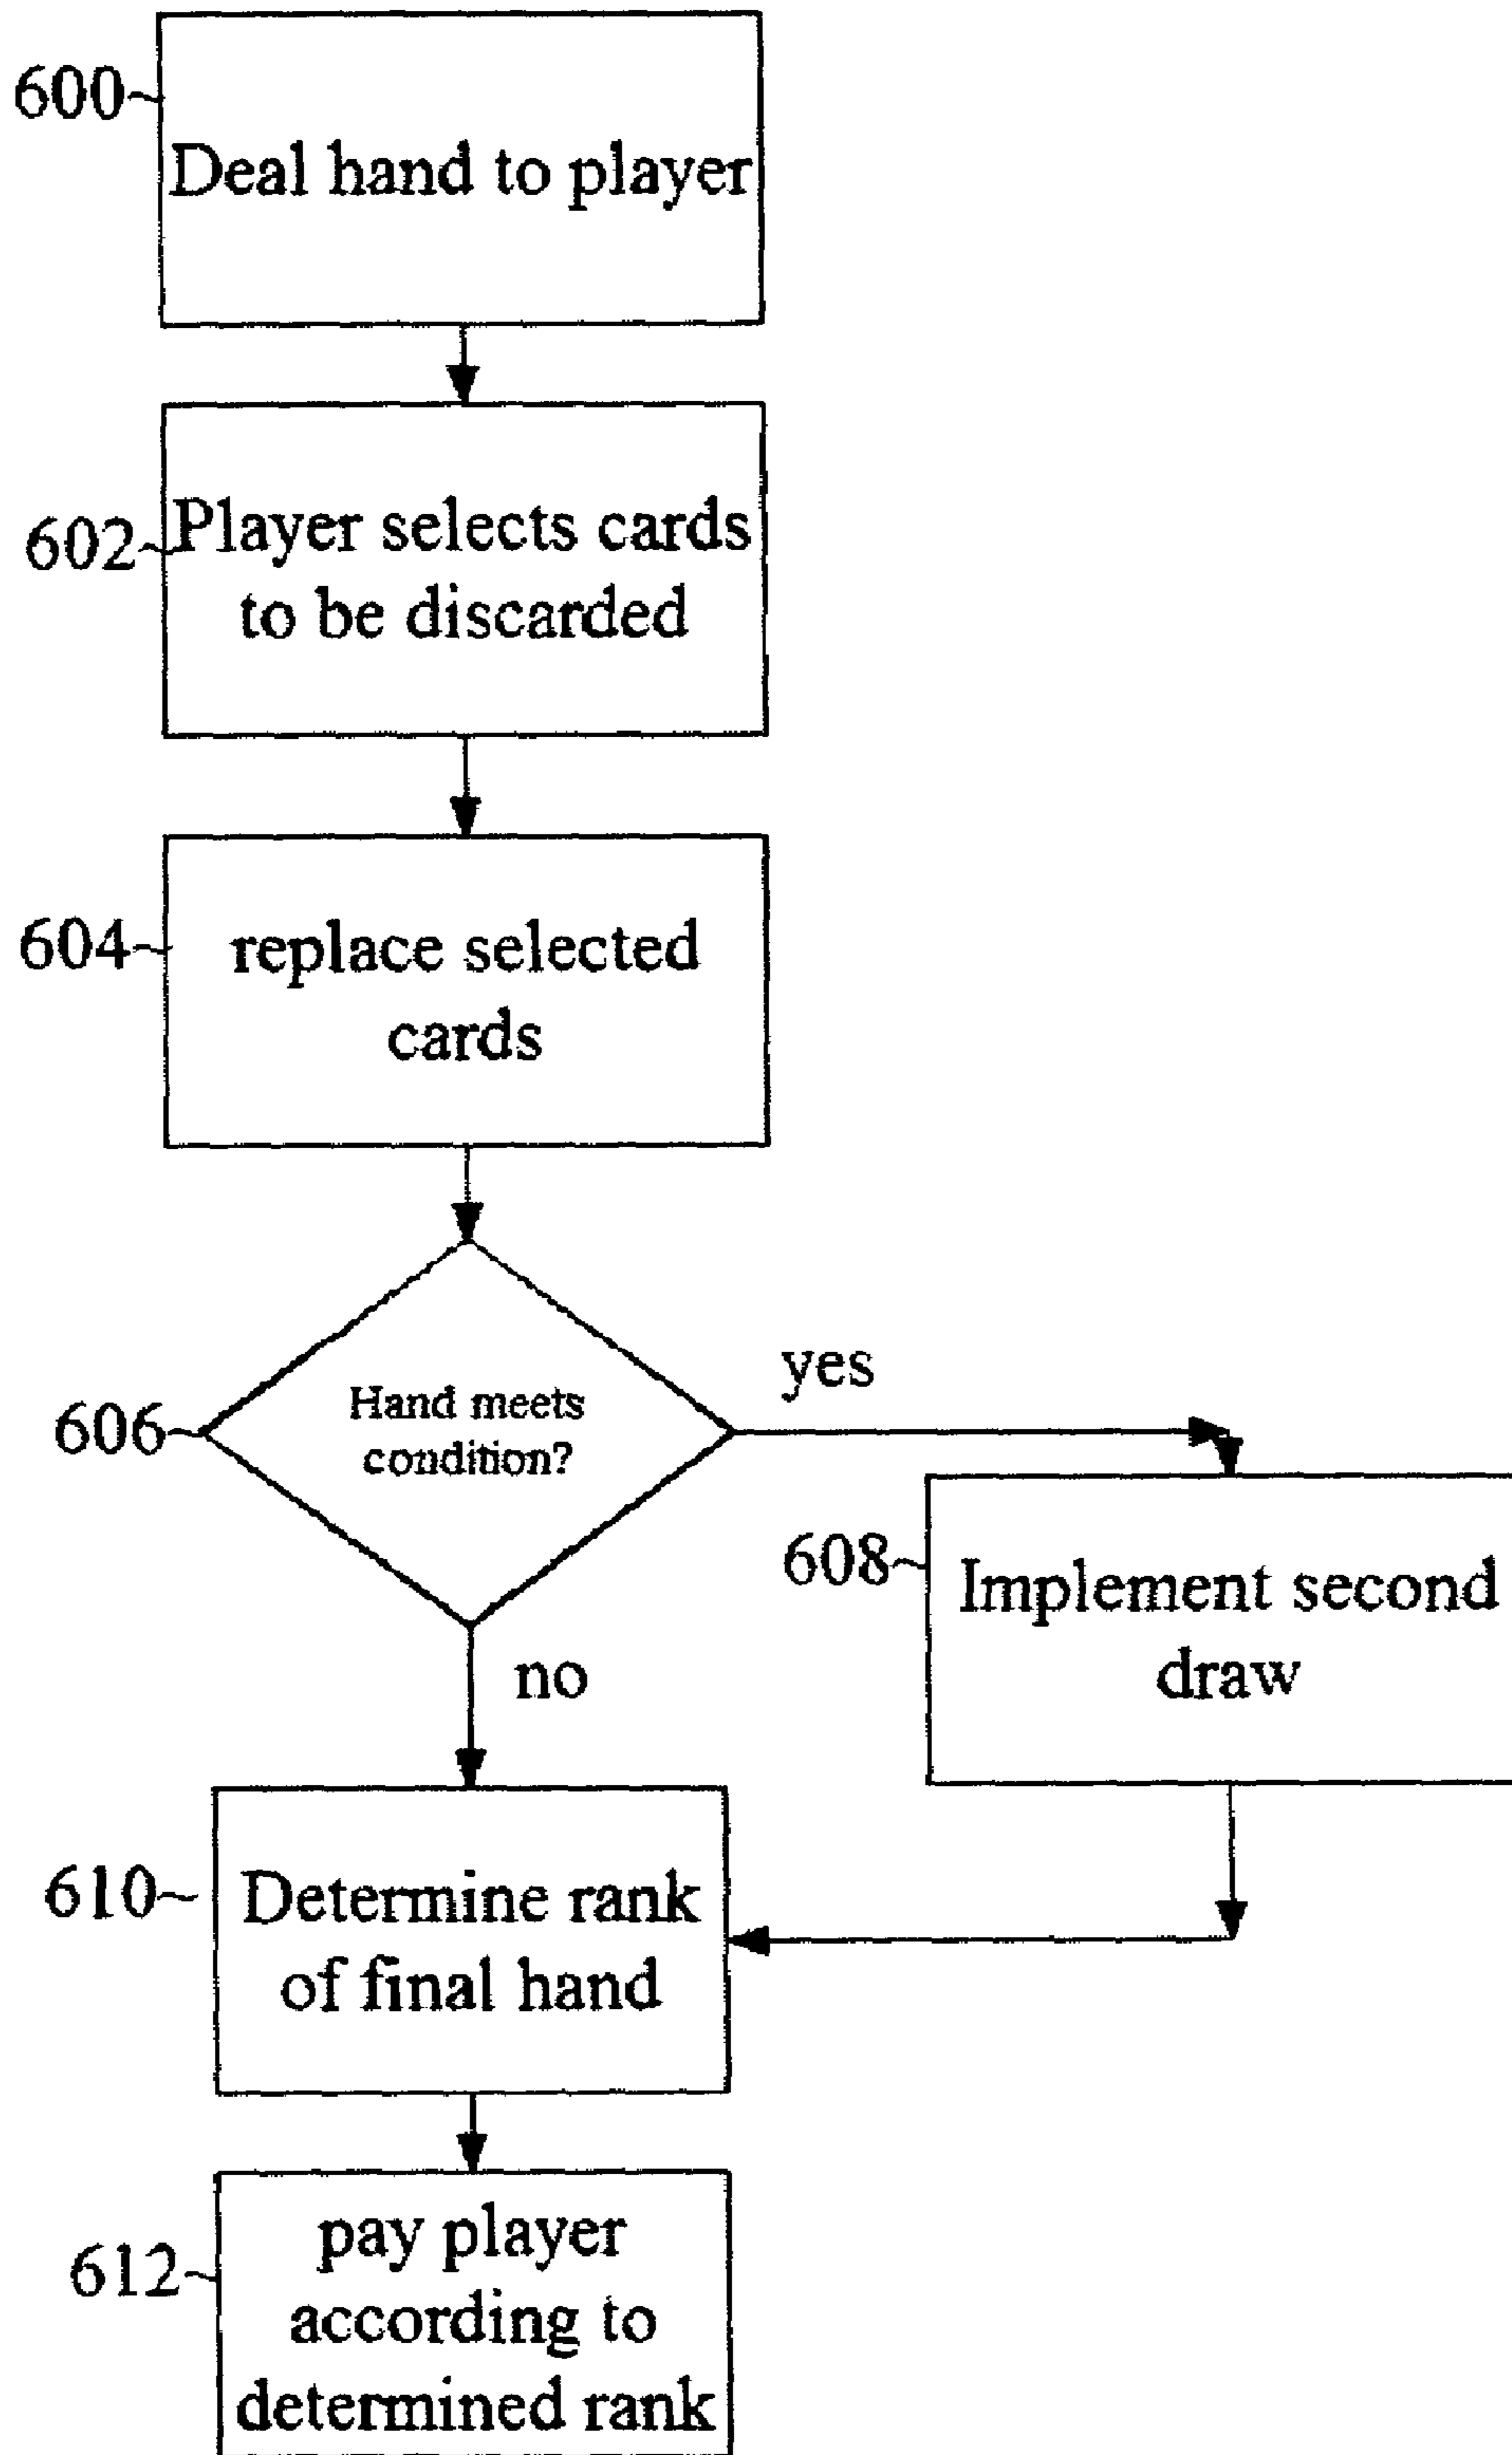 600
Deal hand to player
602
Player selects cards
to be discarded
604
replace selected
cards
606
Hand meets
condition?
yes
608
Implement second
draw
no
610
Determine rank
of final hand
612
pay player
according to
determined rank